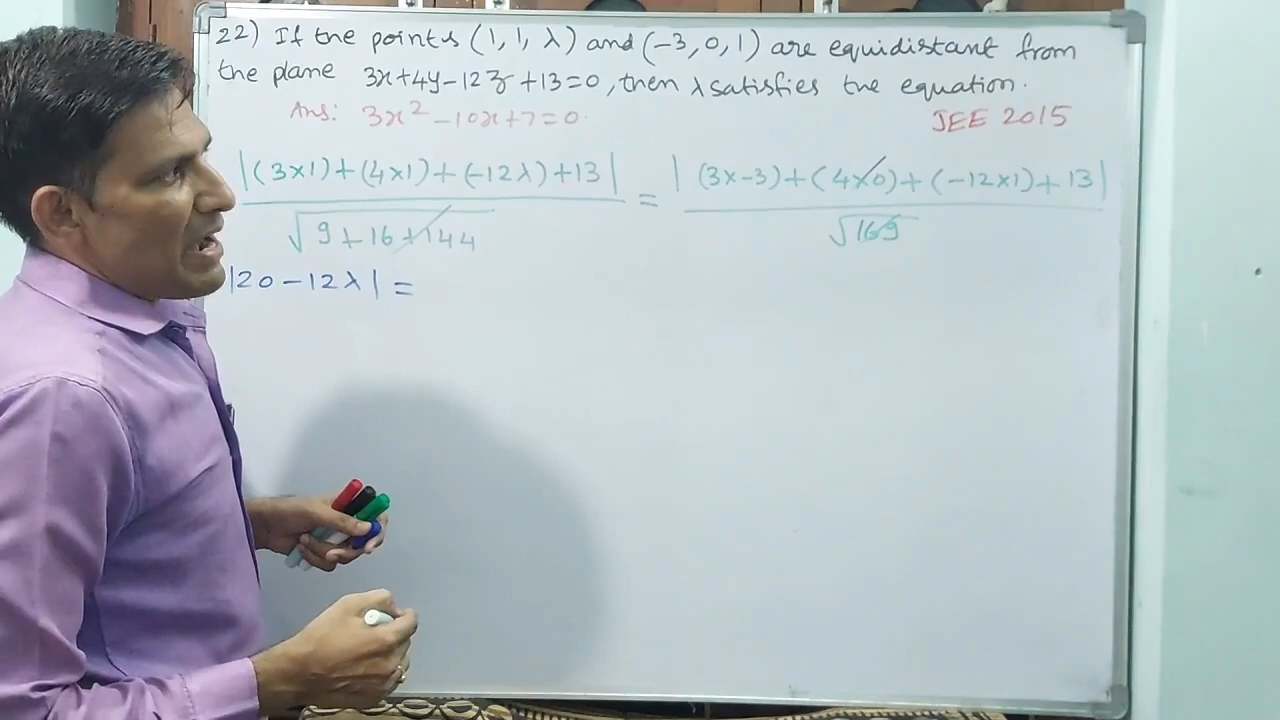 22) If the points (1, 1, λ) and (-3, 0, 1) are equidistant from
the plane 3x+4y-12z+13=0, then λ satisfies the equation.
Ans: 3x²-10x+7=0. JEE 2015
|(3×1)+(4×1)+(-12λ)+13| / √9+16+144 = |(3×-3)+(4×0)+(-12×1)+13| / √169
|20-12λ| =